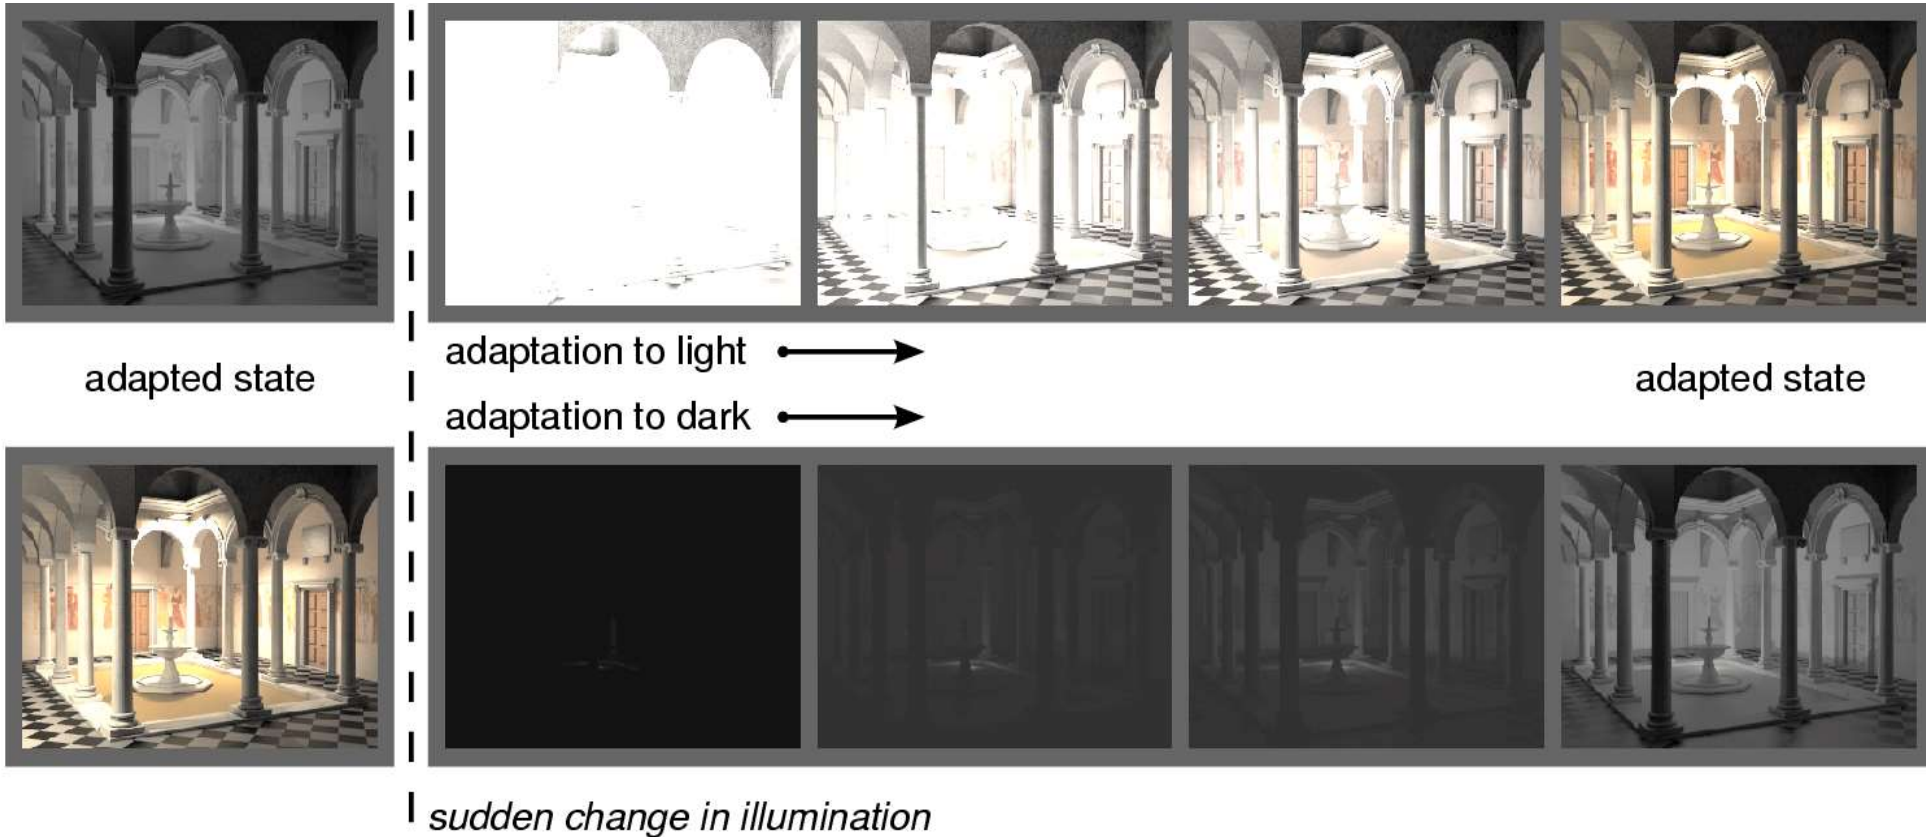 adaptation to light
adapted state
adapted state
adaptation to dark
sudden change in illumination